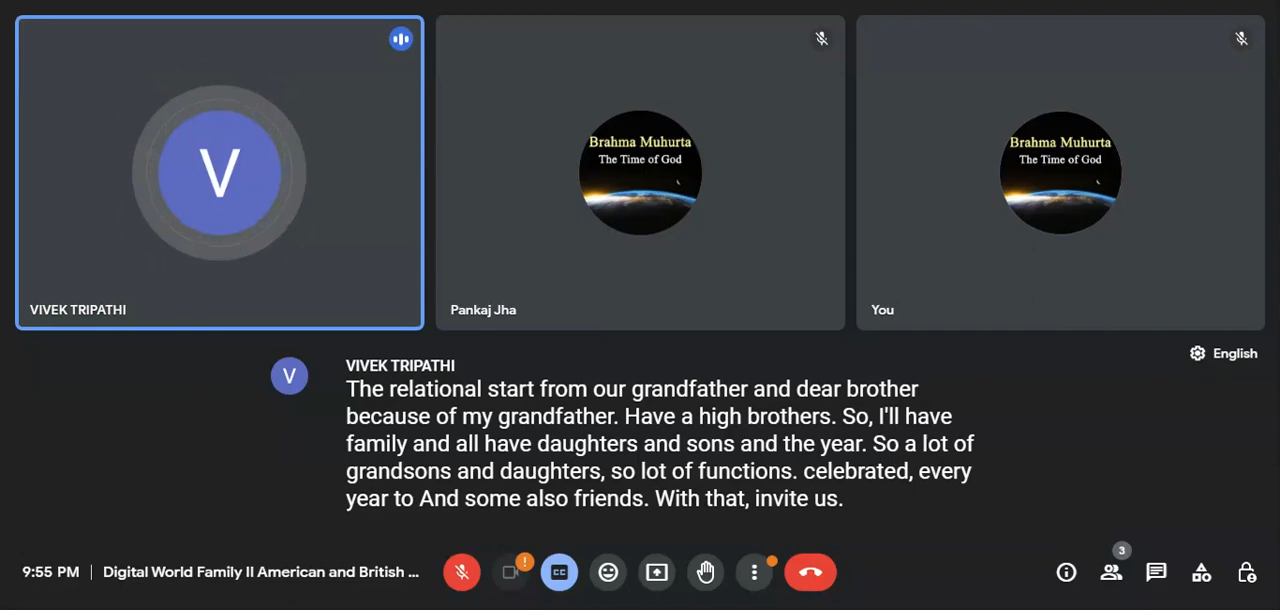 V
Brahma Muhurta
The Time of God
Brahma Muhurta
The Time of God
VIVEK TRIPATHI
Pankaj Jha
You
English
V
VIVEK TRIPATHI
The relational start from our grandfather and dear brother
because of my grandfather. Have a high brothers. So, I'll have
family and all have daughters and sons and the year. So a lot of
grandsons and daughters, so lot of functions. celebrated, every
year to And some also friends. With that, invite us.
9:55 PM | Digital World Family II American and British ...
!
CC
3